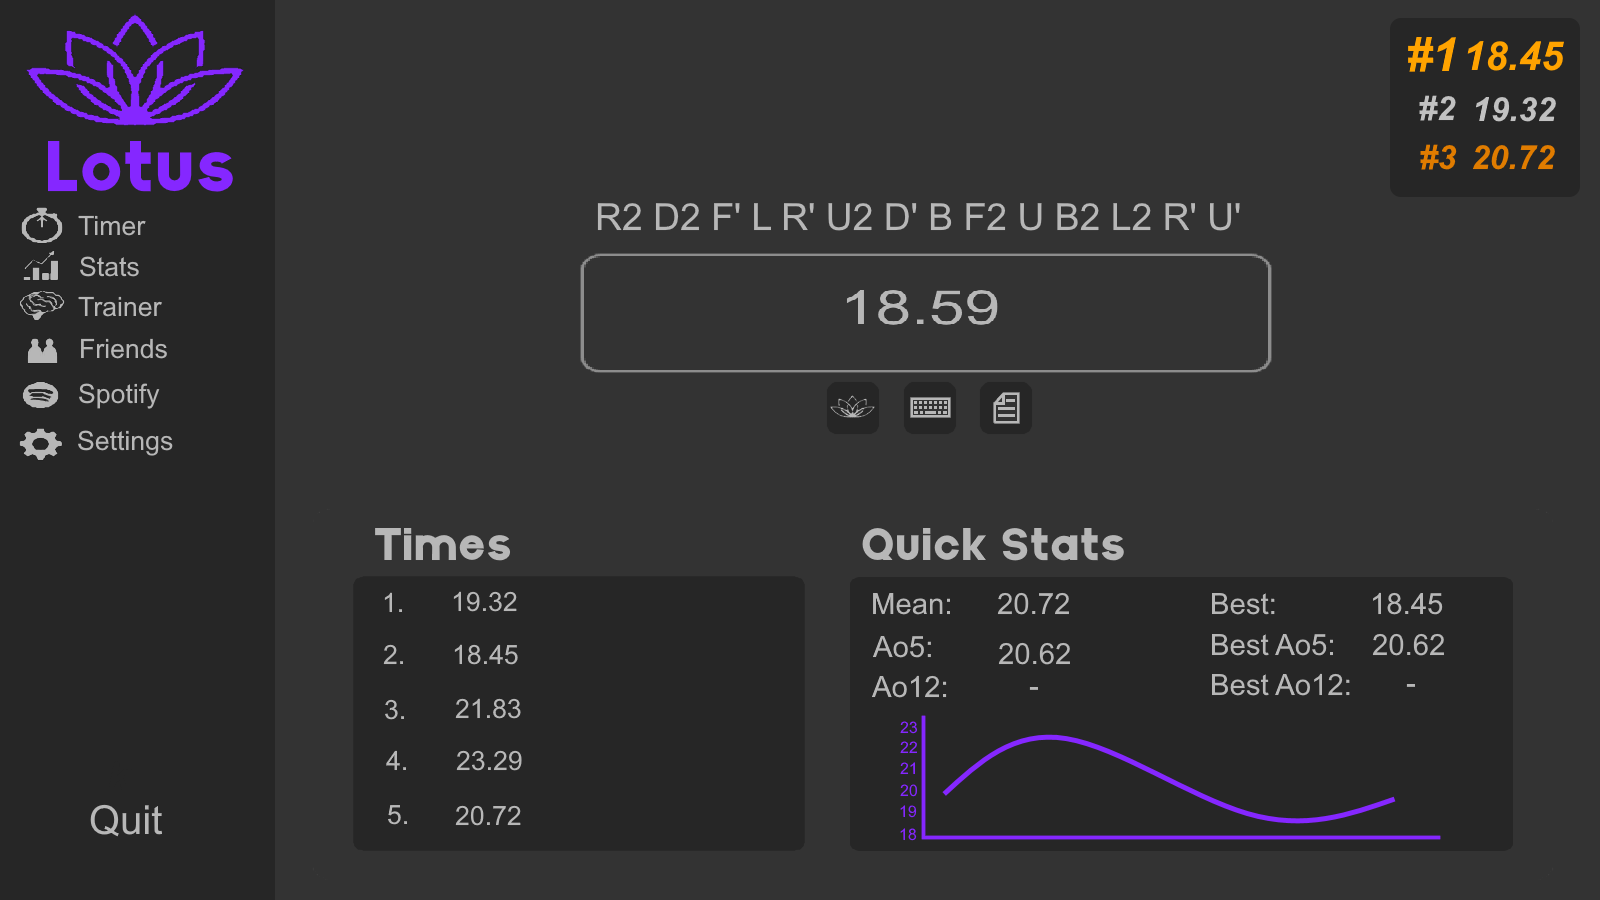 Lotus
Timer
Stats
Trainer
Friends
Spotify
Settings
Quit
#1 18.45
#2 19.32
#3 20.72
R2 D2 F' L R' U2 D' B F2 U B2 L2 R' U'
18.59
Times
1. 19.32
2. 18.45
3. 21.83
4. 23.29
5. 20.72
Quick Stats
Mean: 20.72 Best: 18.45
Ao5: 20.62 Best Ao5: 20.62
Ao12: - Best Ao12: -
23
22
21
20
19
18